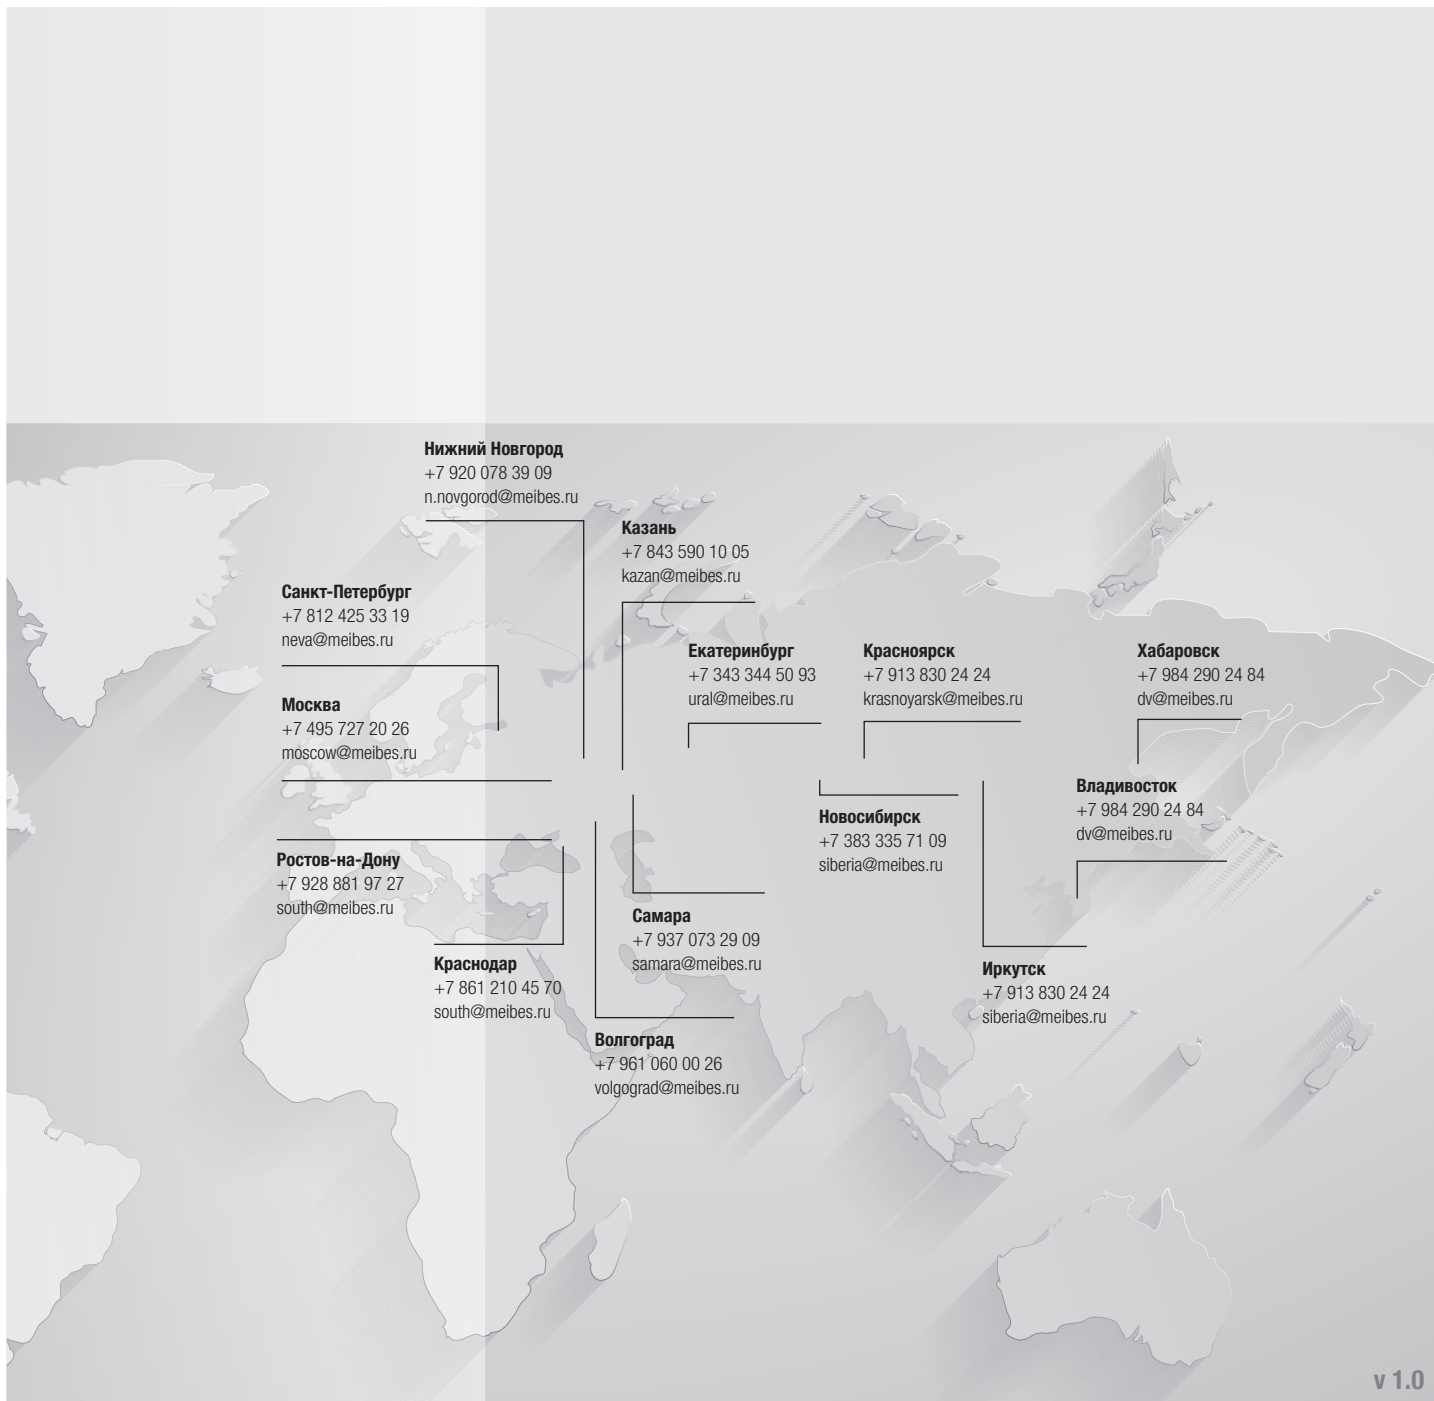 Нижний Новгород
+7 920 078 39 09
n.novgorod@meibes.ru
Казань
+7 843 590 10 05
kazan@meibes.ru
Санкт-Петербург
+7 812 425 33 19
neva@meibes.ru
Екатеринбург
+7 343 344 50 93
ural@meibes.ru
Красноярск
+7 913 830 24 24
krasnoyarsk@meibes.ru
Хабаровск
+7 984 290 24 84
dv@meibes.ru
Москва
+7 495 727 20 26
moscow@meibes.ru
Владивосток
+7 984 290 24 84
dv@meibes.ru
Новосибирск
+7 383 335 71 09
siberia@meibes.ru
Ростов-на-Дону
+7 928 881 97 27
south@meibes.ru
Самара
+7 937 073 29 09
samara@meibes.ru
Краснодар
+7 861 210 45 70
south@meibes.ru
Иркутск
+7 913 830 24 24
siberia@meibes.ru
Волгоград
+7 961 060 00 26
volgograd@meibes.ru
v 1.0